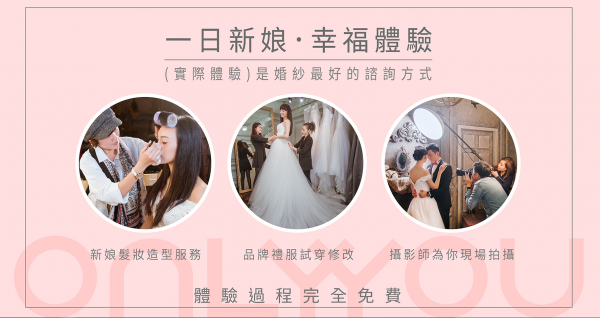 一日新娘·幸福體驗
(實際體驗)是婚紗最好的諮詢方式
新娘髮妝造型服務
品牌禮服試穿修改
攝影師為你現場拍攝
ONLYYOU
體驗過程完全免費